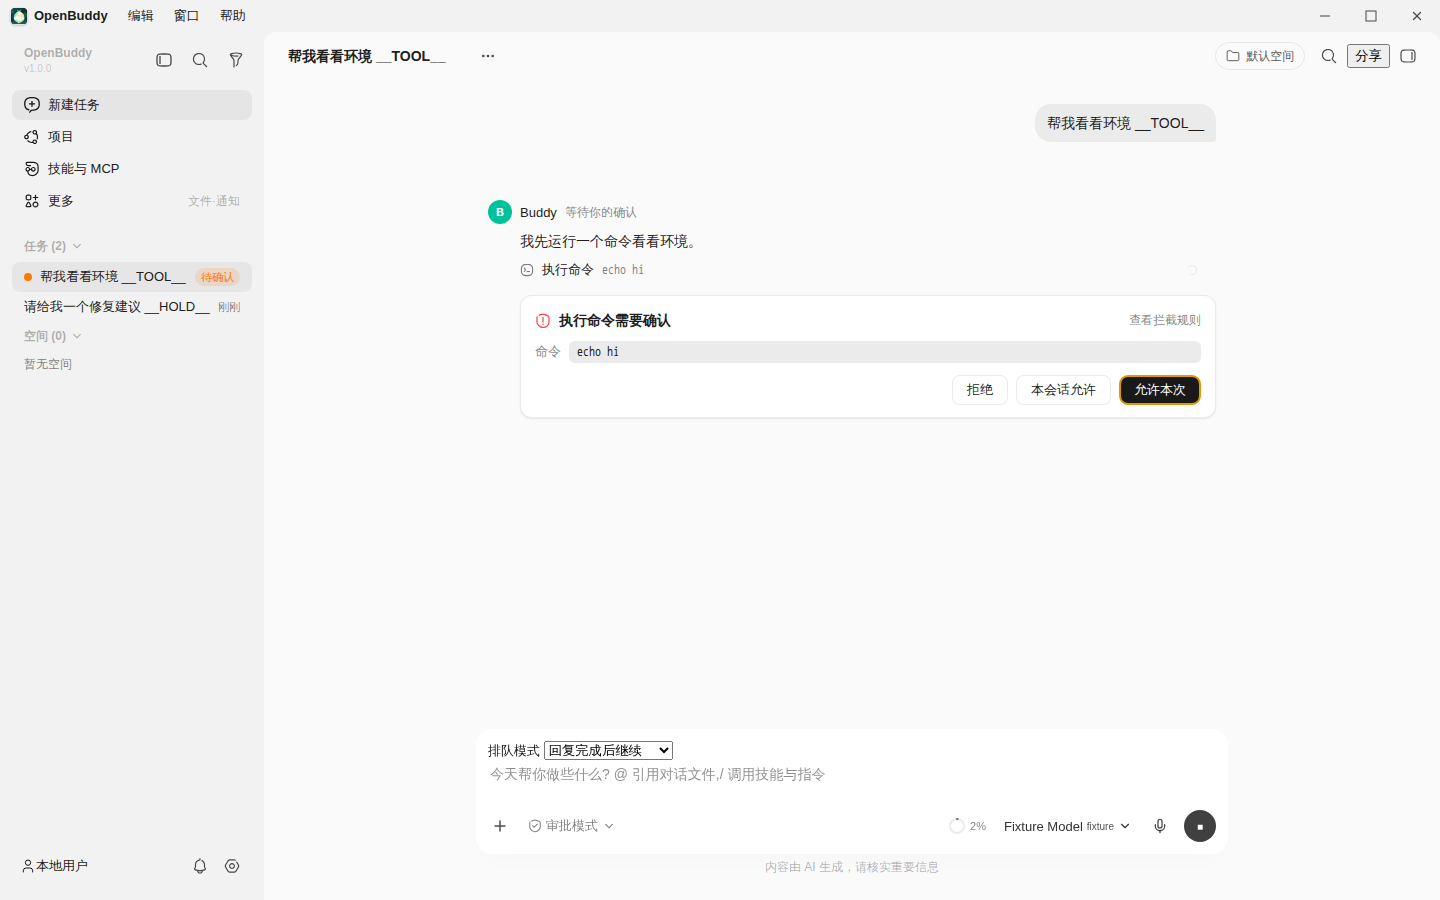 OpenBuddy 编辑 窗口 帮助
OpenBuddy
v1.0.0
新建任务
项目
技能与 MCP
更多 文件·通知
任务 (2)
帮我看看环境 __TOOL__ 待确认
请给我一个修复建议 __HOLD__ 刚刚
空间 (0)
暂无空间
本地用户
帮我看看环境 __TOOL__ 默认空间 分享
帮我看看环境 __TOOL__
B Buddy 等待你的确认
我先运行一个命令看看环境。
执行命令 echo hi
执行命令需要确认 查看拦截规则
命令 echo hi
拒绝 本会话允许 允许本次
排队模式 回复完成后继续
今天帮你做些什么? @ 引用对话文件,/ 调用技能与指令
审批模式 2% Fixture Model fixture
内容由 AI 生成，请核实重要信息